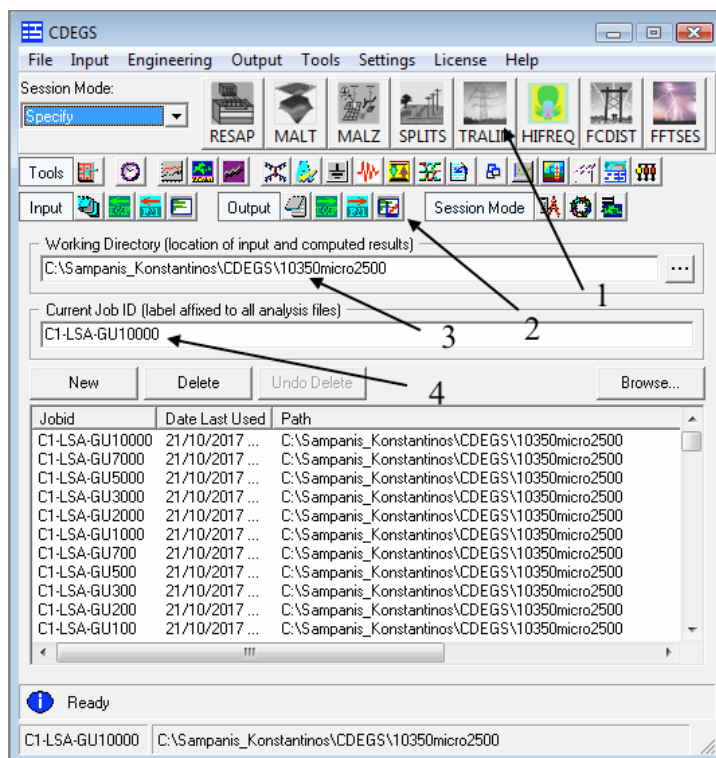 CDEGS
File Input Engineering Output Tools Settings License Help
Session Mode:
Specify
RESAP MALT MALZ SPLITS TRALIN HIFREQ FCDIST FFTSES
Tools
Input Output Session Mode
Working Directory (location of input and computed results)
C:\Sampanis_Konstantinos\CDEGS\10350micro2500 ...
1
2
3
Current Job ID (label affixed to all analysis files)
C1-LSA-GU10000
4
New Delete Undo Delete Browse...
Jobid Date Last Used Path
C1-LSA-GU10000 21/10/2017 ... C:\Sampanis_Konstantinos\CDEGS\10350micro2500
C1-LSA-GU7000 21/10/2017 ... C:\Sampanis_Konstantinos\CDEGS\10350micro2500
C1-LSA-GU5000 21/10/2017 ... C:\Sampanis_Konstantinos\CDEGS\10350micro2500
C1-LSA-GU3000 21/10/2017 ... C:\Sampanis_Konstantinos\CDEGS\10350micro2500
C1-LSA-GU2000 21/10/2017 ... C:\Sampanis_Konstantinos\CDEGS\10350micro2500
C1-LSA-GU1000 21/10/2017 ... C:\Sampanis_Konstantinos\CDEGS\10350micro2500
C1-LSA-GU700 21/10/2017 ... C:\Sampanis_Konstantinos\CDEGS\10350micro2500
C1-LSA-GU500 21/10/2017 ... C:\Sampanis_Konstantinos\CDEGS\10350micro2500
C1-LSA-GU300 21/10/2017 ... C:\Sampanis_Konstantinos\CDEGS\10350micro2500
C1-LSA-GU200 21/10/2017 ... C:\Sampanis_Konstantinos\CDEGS\10350micro2500
C1-LSA-GU100 21/10/2017 ... C:\Sampanis_Konstantinos\CDEGS\10350micro2500
Ready
C1-LSA-GU10000 C:\Sampanis_Konstantinos\CDEGS\10350micro2500